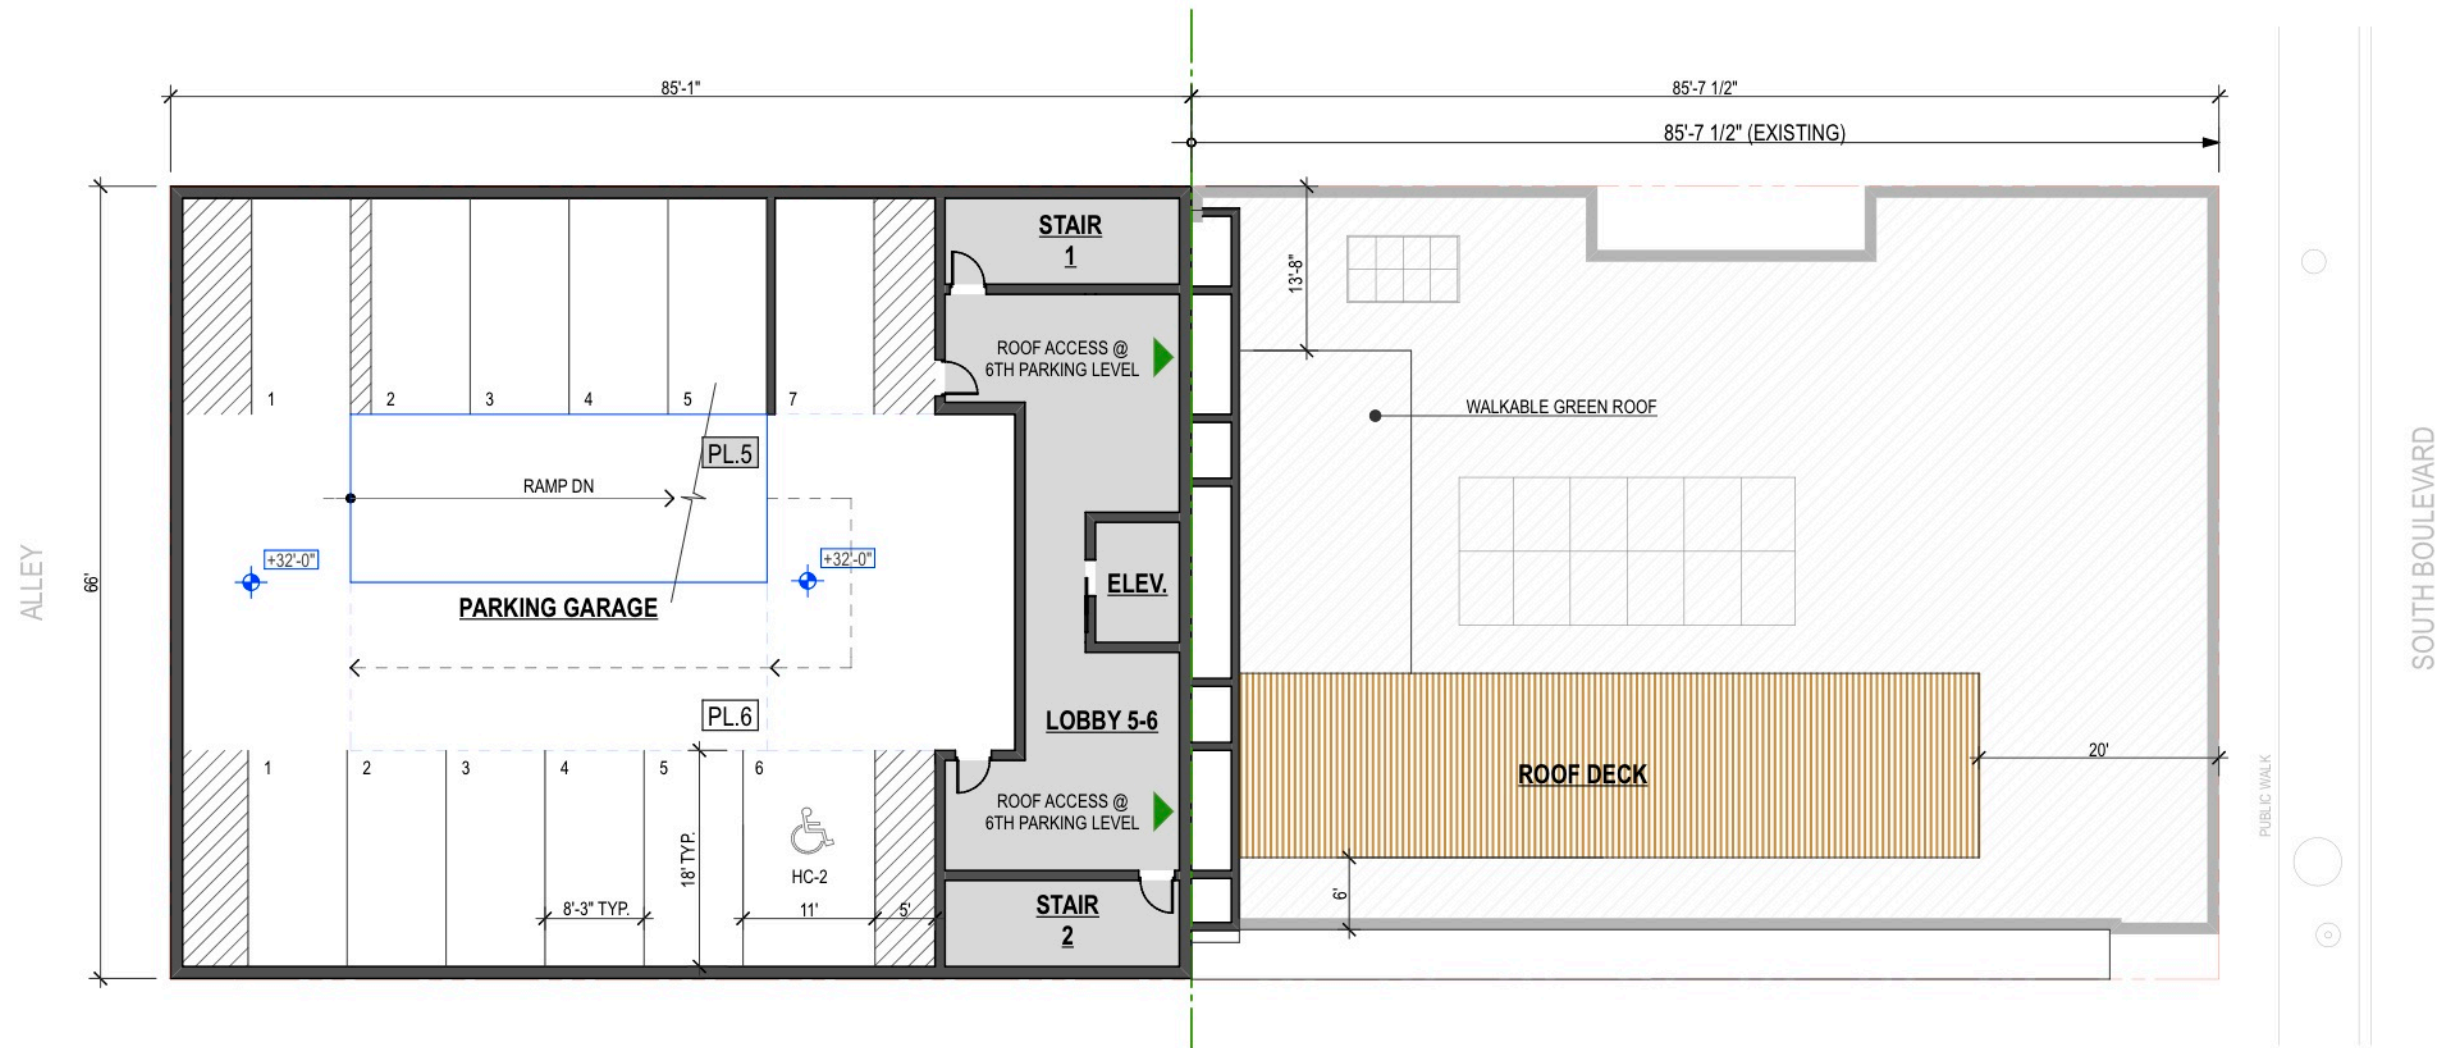 85'-1"
85'-7 1/2"
85'-7 1/2" (EXISTING)
STAIR
1
13'-8"
ROOF ACCESS @
6TH PARKING LEVEL
1
2
3
4
5
7
WALKABLE GREEN ROOF
PL.5
RAMP DN
+32'-0"
+32'-0"
ALLEY
66'
PARKING GARAGE
ELEV.
SOUTH BOULEVARD
PL.6
LOBBY 5-6
20'
1
2
3
4
5
6
ROOF DECK
PUBLIC WALK
ROOF ACCESS @
6TH PARKING LEVEL
18' TYP.
HC-2
8'-3" TYP.
11'
5'
6'
STAIR
2